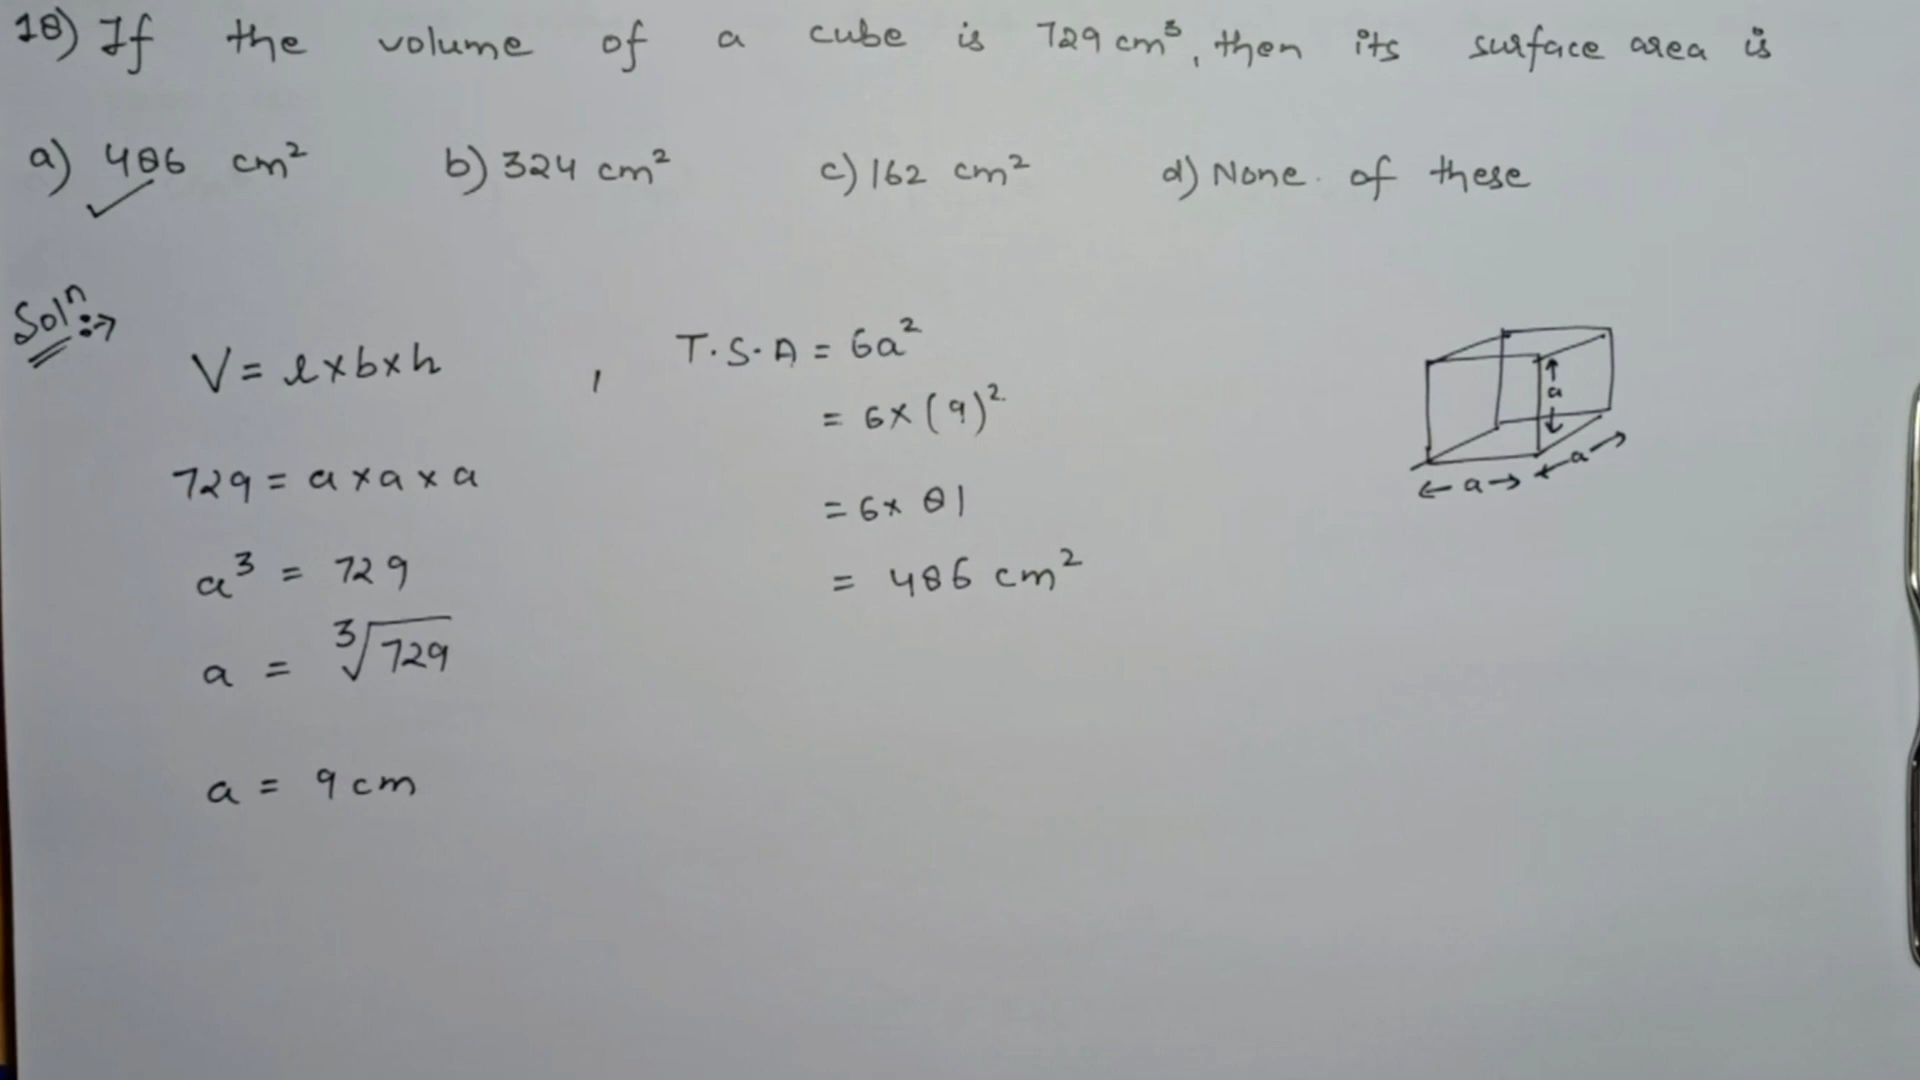 18) If the volume of a cube is 729 cm³, then its surface area is
a) 486 cm² b) 324 cm² c) 162 cm² d) None of these
Solⁿ:→
V = l×b×h , T.S.A = 6a²
= 6×(9)²
729 = a×a×a
= 6×81
a³ = 729
= 486 cm²
a = ∛729
a = 9 cm
a
←a→ a